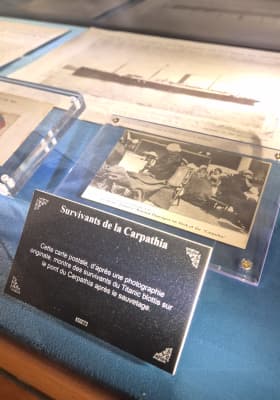 Survivants de la Carpathia
Cette carte postale, d'après une photographie
originale, montre des survivants du Titanic blottis sur
le pont du Carpathia après le sauvetage.